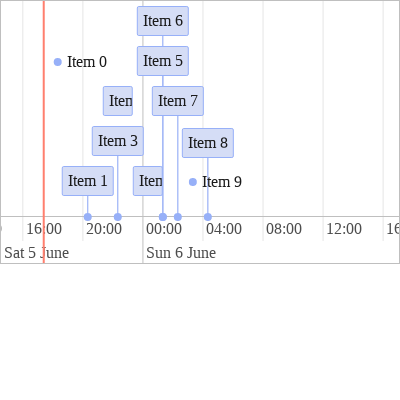 Item 6
Item 0
Item 5
Item 7
Item 3
Item 8
Item 1
Item 9
16:00
20:00
00:00
04:00
08:00
12:00
Sat 5 June
Sun 6 June